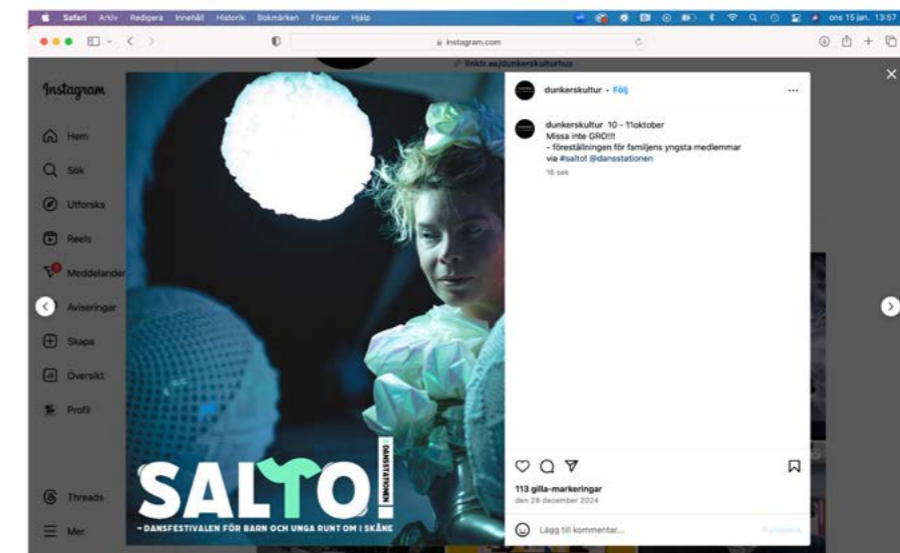 Safari Arkiv Redigera Innehåll Historik Bokmärken Fönster Hjälp
ons 15 jan. 13:57
instagram.com
linktr.ee/dunkerskulturhus
Instagram
Hem
Sök
Utforska
Reels
Meddelanden
Aviseringar
Skapa
Översikt
Profil
Threads
Mer
SALTO!
DANSSTATIONEN
- DANSFESTIVALEN FÖR BARN OCH UNGA RUNT OM I SKÅNE
dunkerskultur • Följ
dunkerskultur 10 - 11oktober
Missa inte GRO!!!
- föreställningen för familjens yngsta medlemmar
via #salto! @dansstationen
16 sek
113 gilla-markeringar
den 28 december 2024
Lägg till kommentar...